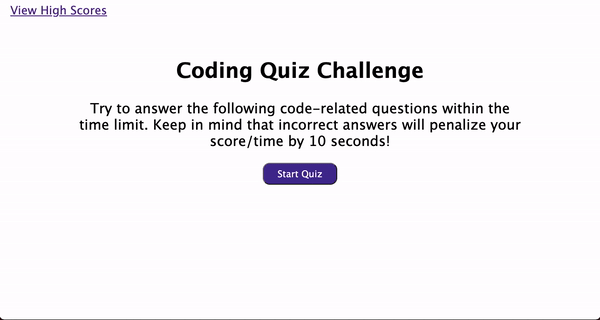 View High Scores
Coding Quiz Challenge
Try to answer the following code-related questions within the
time limit. Keep in mind that incorrect answers will penalize your
score/time by 10 seconds!
Start Quiz